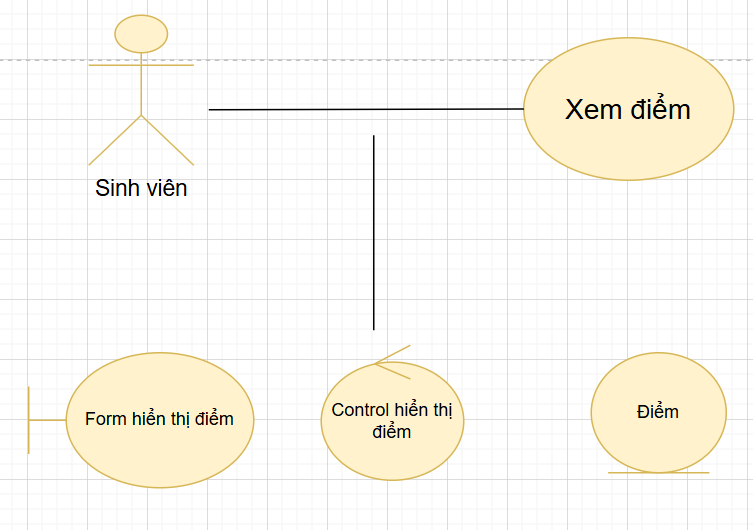 Xem điểm
Sinh viên
Form hiển thị điểm
Control hiển thị
điểm
Điểm